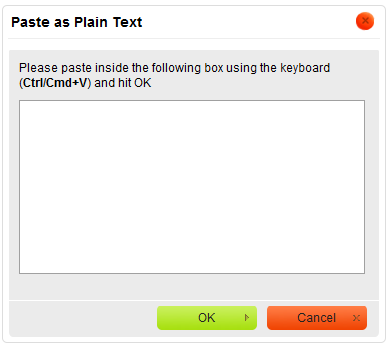 Paste as Plain Text
Please paste inside the following box using the keyboard
(Ctrl/Cmd+V) and hit OK
OK
Cancel